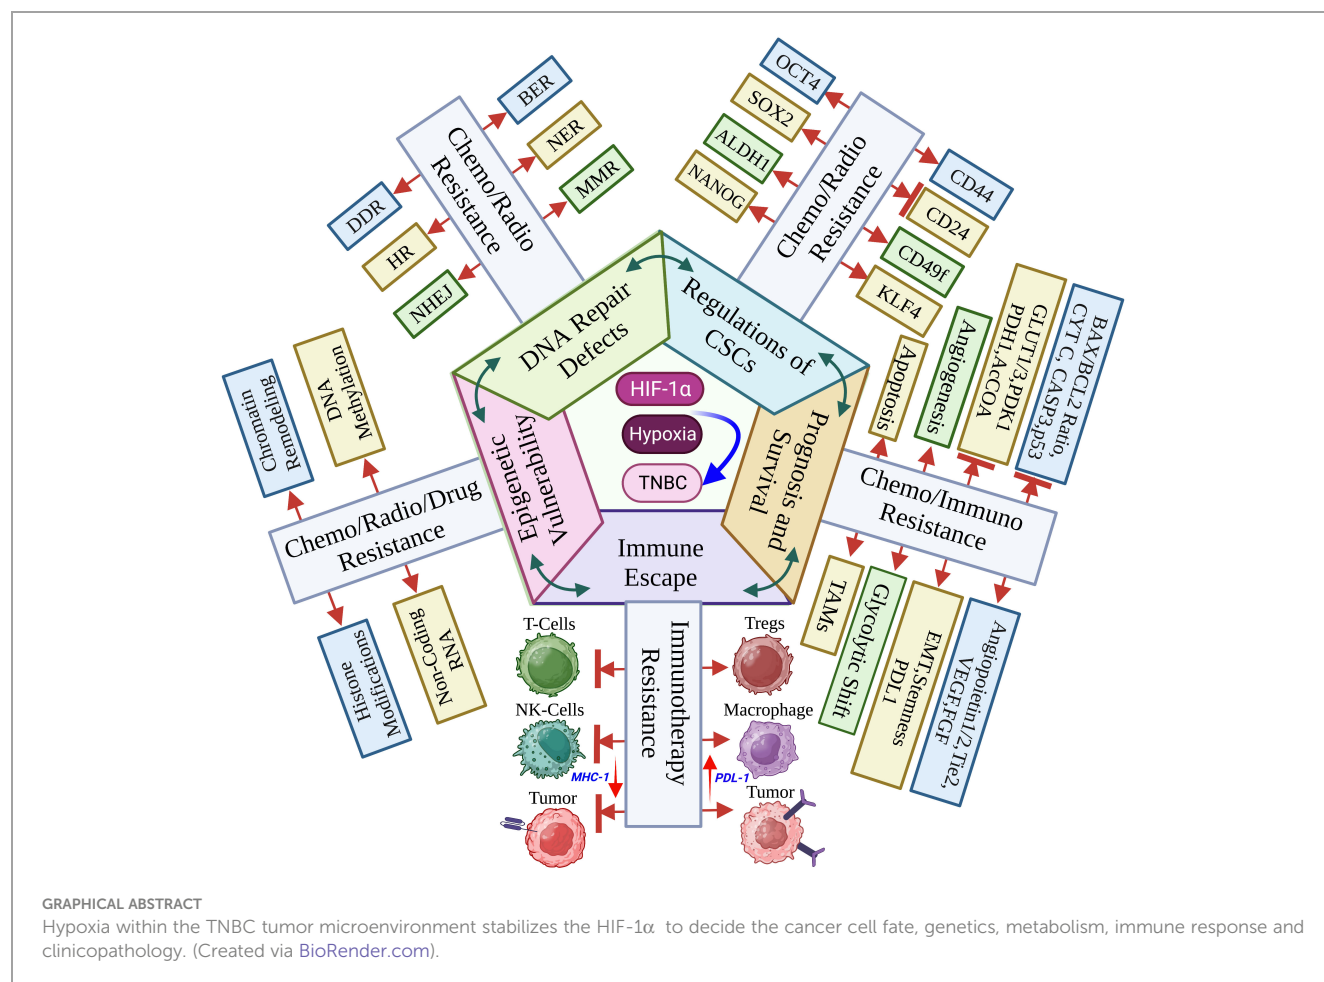 BER
NER
MMR
Chemo/Radio
Resistance
DDR
HR
NHEJ
OCT4
SOX2
ALDH1
NANOG
Chemo/Radio
Resistance
CD44
CD24
CD49f
KLF4
DNA Repair
Defects
Regulations of
CSCs
HIF-1α
Hypoxia
TNBC
Epigenetic
Vulnerability
Prognosis and
Survival
Immune
Escape
Chromatin
Remodeling
DNA
Methylation
Chemo/Radio/Drug
Resistance
Histone
Modifications
Non-Coding
RNA
Apoptosis
Angiogenesis
GLUT1/3,PDK1
PDH1,AcCOA
BAX/BCL2 Ratio,
CYT C, CASP3,p53
Chemo/Immuno
Resistance
TAMs
Glycolytic Shift
EMT,Stemness
PDL1
Angiopoietin1/2,Tie2,
VEGF,FGF
Immunotherapy
Resistance
T-Cells
Tregs
NK-Cells
Macrophage
MHC-1
PDL-1
Tumor
Tumor
GRAPHICAL ABSTRACT
Hypoxia within the TNBC tumor microenvironment stabilizes the HIF-1α to decide the cancer cell fate, genetics, metabolism, immune response and
clinicopathology. (Created via BioRender.com).